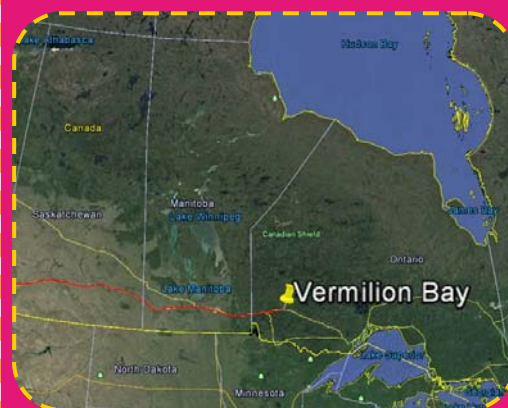 Lake Athabasca
Hudson Bay
Canada
Manitoba
Saskatchewan
Lake Winnipeg
James Bay
Canadian Shield
Ontario
Lake Manitoba
Vermilion Bay
Lake Superior
North Dakota
Minnesota